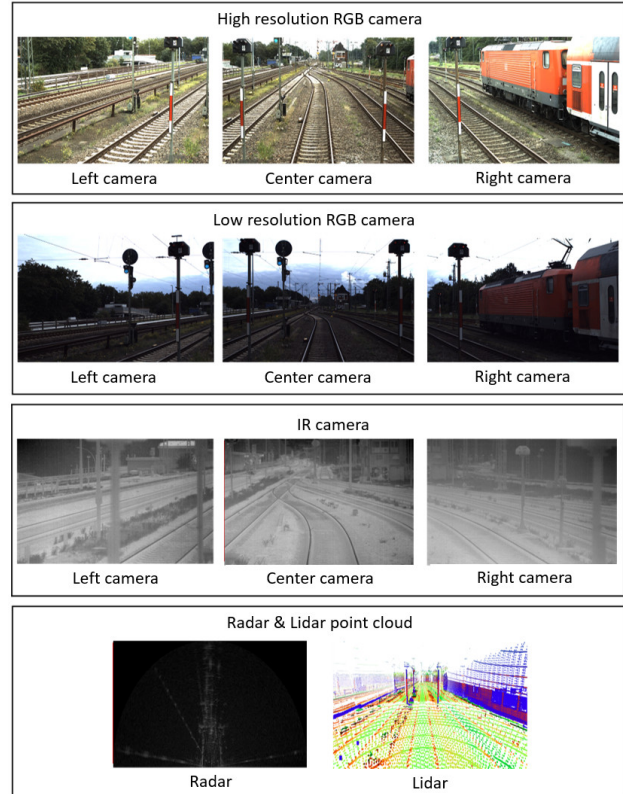 High resolution RGB camera
Left camera
Center camera
Right camera
Low resolution RGB camera
Left camera
Center camera
Right camera
IR camera
Left camera
Center camera
Right camera
Radar & Lidar point cloud
Radar
Lidar